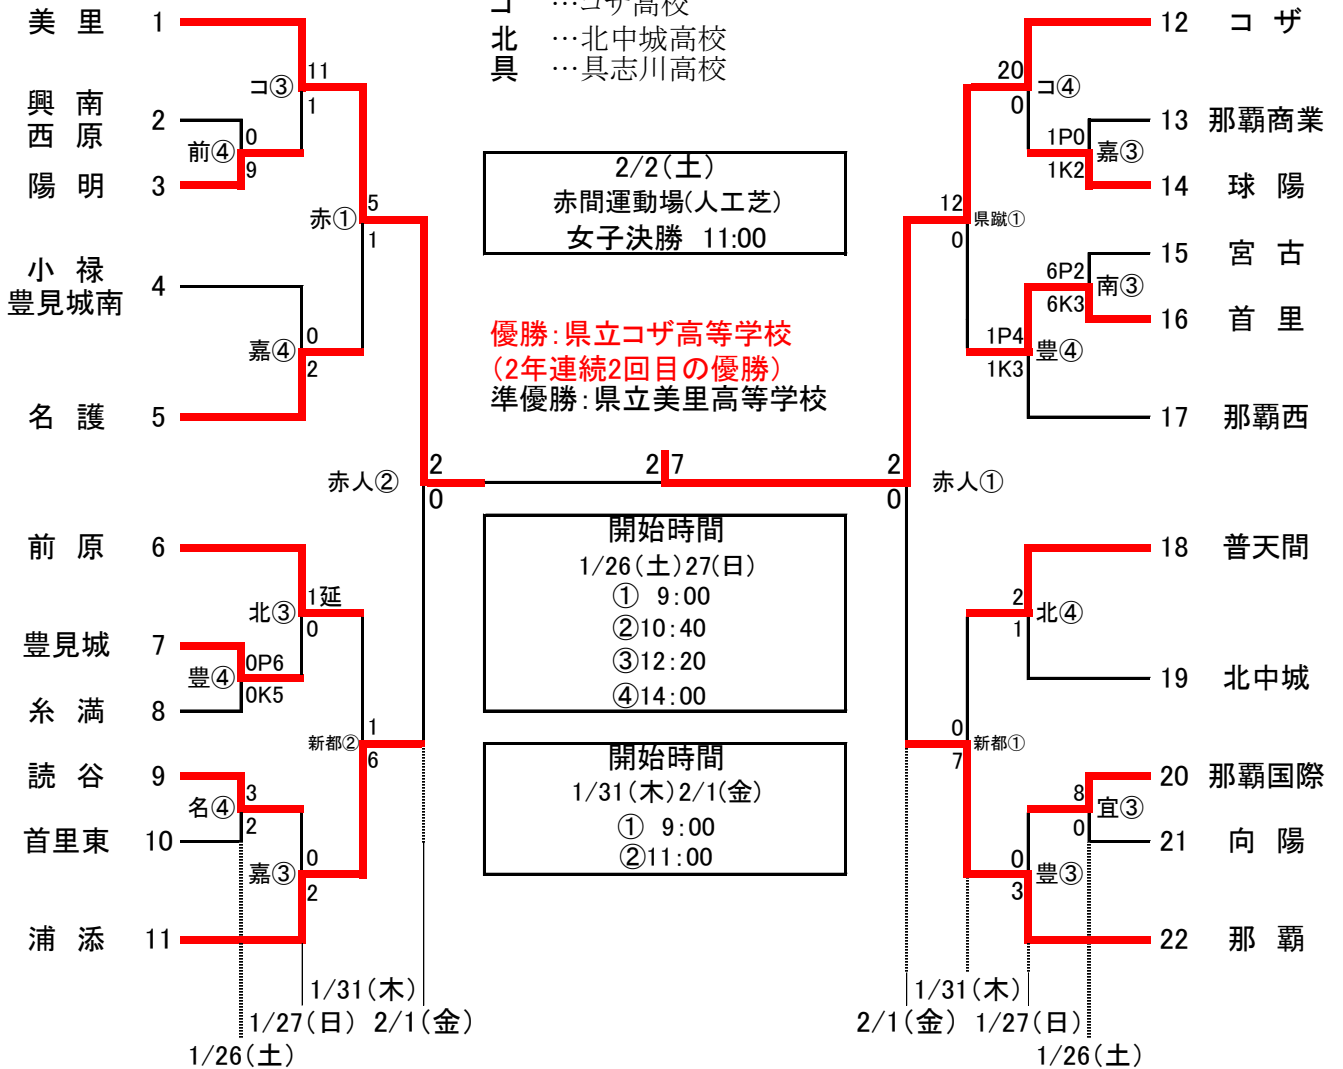 コ …コザ高校
北 …北中城高校
具 …具志川高校
美里 1
11
コ③
1
興南
西原 2
0
前④
9
陽明 3
5
赤①
1
小禄
豊見城南 4
0
嘉④
2
名護 5
2
赤人②
0
前原 6
1延
北③
0
豊見城 7
0P6
豊④
0K5
糸満 8
1
新都②
6
読谷 9
3
名④
2
首里東 10
0
嘉③
2
浦添 11
1/31(木)
1/27(日) 2/1(金)
1/26(土)
2/2(土)
赤間運動場(人工芝)
女子決勝 11:00
優勝:県立コザ高等学校
(2年連続2回目の優勝)
準優勝:県立美里高等学校
2 7
開始時間
1/26(土)27(日)
① 9:00
②10:40
③12:20
④14:00
開始時間
1/31(木)2/1(金)
① 9:00
②11:00
12 コザ
20
コ④
0
13 那覇商業
1P0
嘉③
1K2
14 球陽
12
県蹴①
0
15 宮古
6P2
南③
6K3
16 首里
1P4
豊④
1K3
17 那覇西
2
赤人①
0
18 普天間
2
北④
1
19 北中城
0
新都①
7
20 那覇国際
8
宜③
0
21 向陽
0
豊③
3
22 那覇
1/31(木)
2/1(金) 1/27(日)
1/26(土)